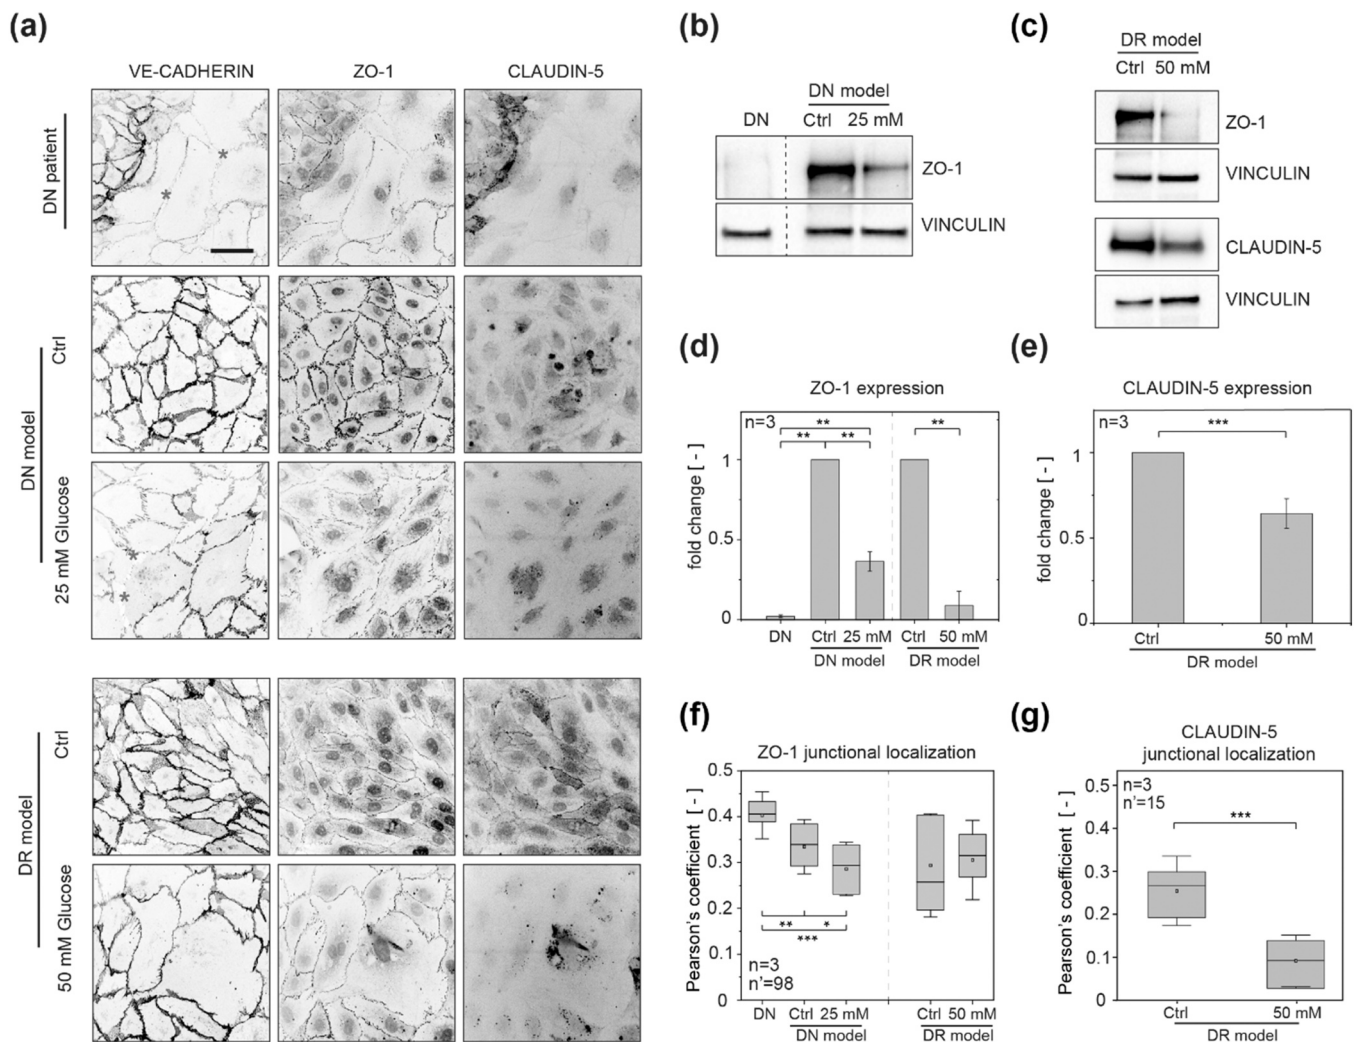 (a)
VE-CADHERIN ZO-1 CLAUDIN-5
DN patient
*
*
DN model
Ctrl
25 mM Glucose
*
*
*
DR model
Ctrl
50 mM Glucose
(b)
DN model
DN Ctrl 25 mM
ZO-1
VINCULIN
(c)
DR model
Ctrl 50 mM
ZO-1
VINCULIN
CLAUDIN-5
VINCULIN
(d)
ZO-1 expression
n=3
**
** ** **
fold change [ - ]
1
0.5
0
DN Ctrl 25 mM Ctrl 50 mM
DN model DR model
(e)
CLAUDIN-5 expression
n=3
***
fold change [ - ]
1
0.5
0
Ctrl 50 mM
DR model
(f)
ZO-1 junctional localization
Pearson's coefficient [ - ]
0.5
0.4
0.3
0.2
0.1
0
** *
***
n=3
n'=98
DN Ctrl 25 mM Ctrl 50 mM
DN model DR model
(g)
CLAUDIN-5
junctional localization
n=3
n'=15
***
Pearson's coefficient [ - ]
0.5
0.4
0.3
0.2
0.1
0
Ctrl 50 mM
DR model